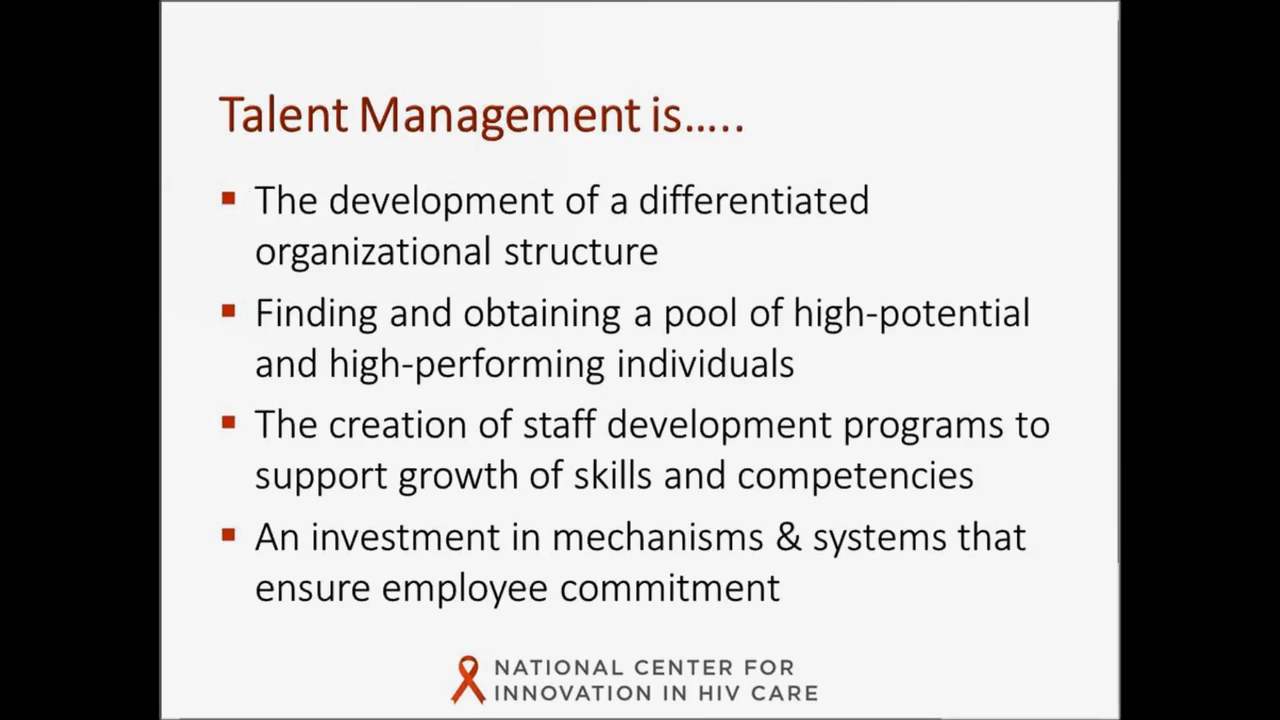 Talent Management is.....
▪ The development of a differentiated
organizational structure
▪ Finding and obtaining a pool of high-potential
and high-performing individuals
▪ The creation of staff development programs to
support growth of skills and competencies
▪ An investment in mechanisms & systems that
ensure employee commitment
NATIONAL CENTER FOR
INNOVATION IN HIV CARE